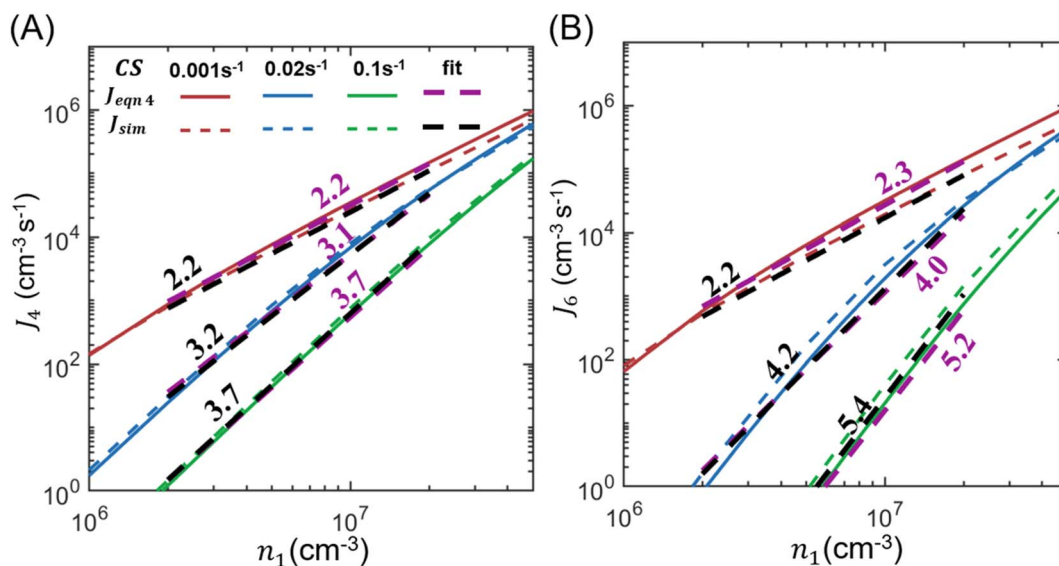 (A)
CS 0.001s⁻¹ 0.02s⁻¹ 0.1s⁻¹ fit
J_eqn 4
J_sim
10⁶
10⁴
10²
10⁰
J₄ (cm⁻³ s⁻¹)
2.2
2.2
3.1
3.2
3.7
3.7
10⁶ 10⁷
n₁(cm⁻³)
(B)
10⁶
10⁴
10²
10⁰
J₆ (cm⁻³ s⁻¹)
2.3
2.2
4.0
4.2
5.2
5.4
10⁶ 10⁷
n₁(cm⁻³)